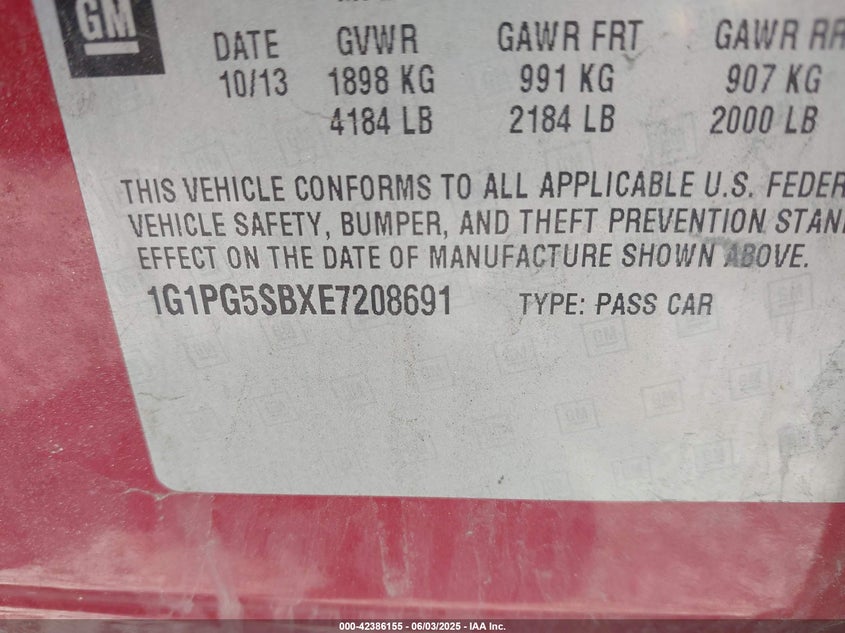 GM
DATE GVWR GAWR FRT GAWR RR
10/13 1898 KG 991 KG 907 KG
4184 LB 2184 LB 2000 LB
THIS VEHICLE CONFORMS TO ALL APPLICABLE U.S. FEDER
VEHICLE SAFETY, BUMPER, AND THEFT PREVENTION STAN
EFFECT ON THE DATE OF MANUFACTURE SHOWN ABOVE.
1G1PG5SBXE7208691 TYPE: PASS CAR
000-42386155 - 06/03/2025 - IAA Inc.